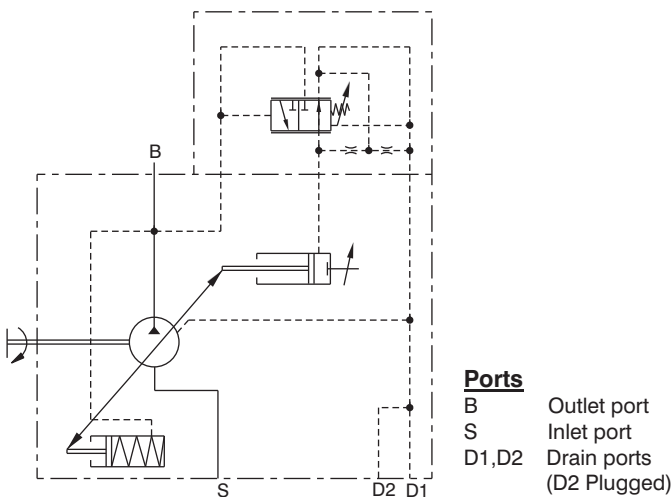 B
S
D2 D1
Ports
B Outlet port
S Inlet port
D1,D2 Drain ports
(D2 Plugged)